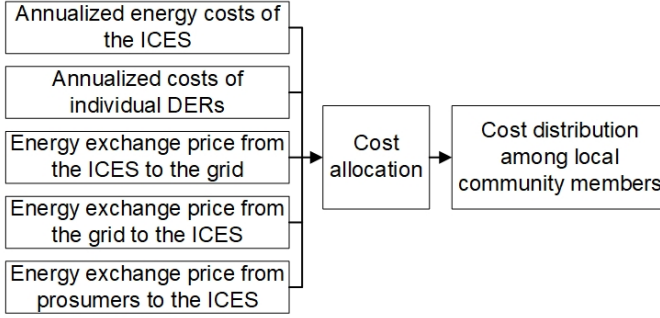 Annualized energy costs of
the ICES
Annualized costs of
individual DERs
Energy exchange price from
the ICES to the grid
Energy exchange price from
the grid to the ICES
Energy exchange price from
prosumers to the ICES
Cost
allocation
Cost distribution
among local
community members